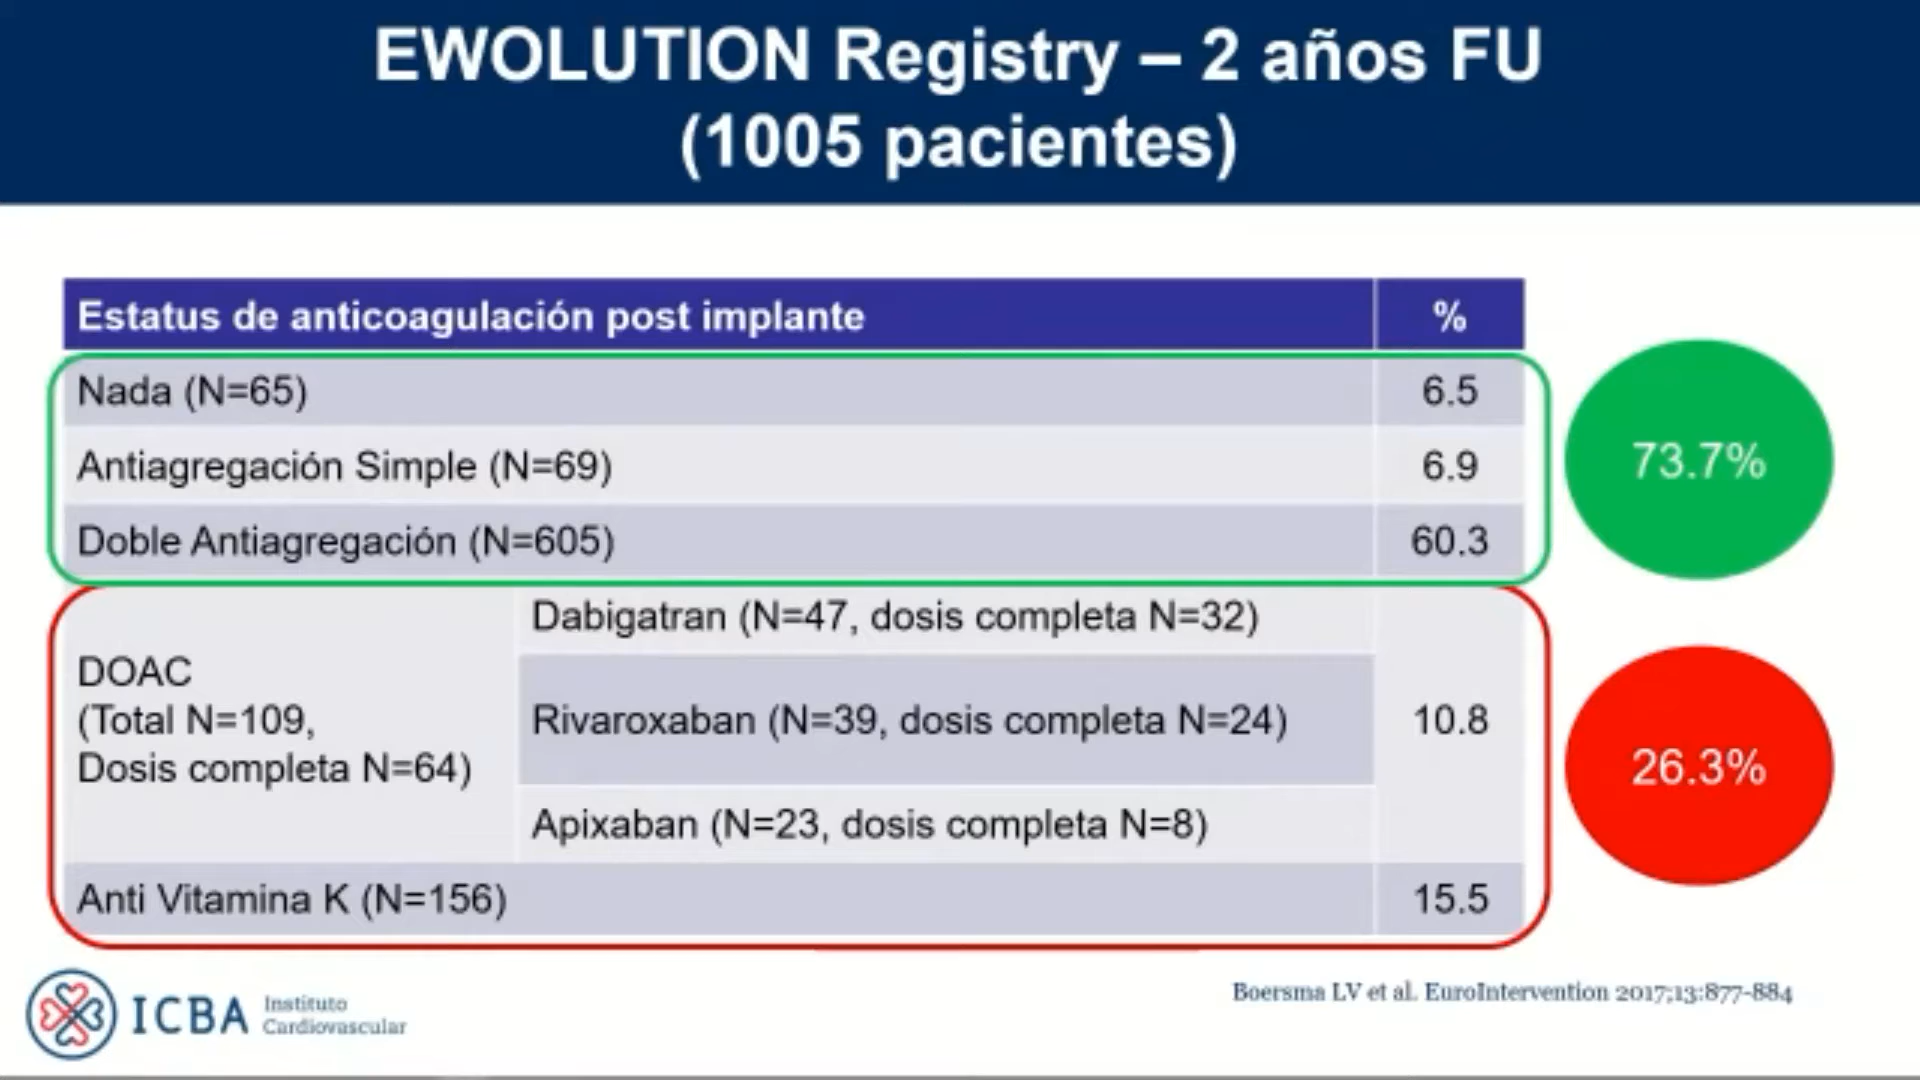 EWOLUTION Registry – 2 años FU
(1005 pacientes)
Estatus de anticoagulación post implante %
Nada (N=65) 6.5
Antiagregación Simple (N=69) 6.9
Doble Antiagregación (N=605) 60.3
73.7%
DOAC
(Total N=109,
Dosis completa N=64)
Dabigatran (N=47, dosis completa N=32)
Rivaroxaban (N=39, dosis completa N=24)
Apixaban (N=23, dosis completa N=8)
10.8
Anti Vitamina K (N=156) 15.5
26.3%
ICBA
Instituto
Cardiovascular
Boersma LV et al. EuroIntervention 2017;13:877-884